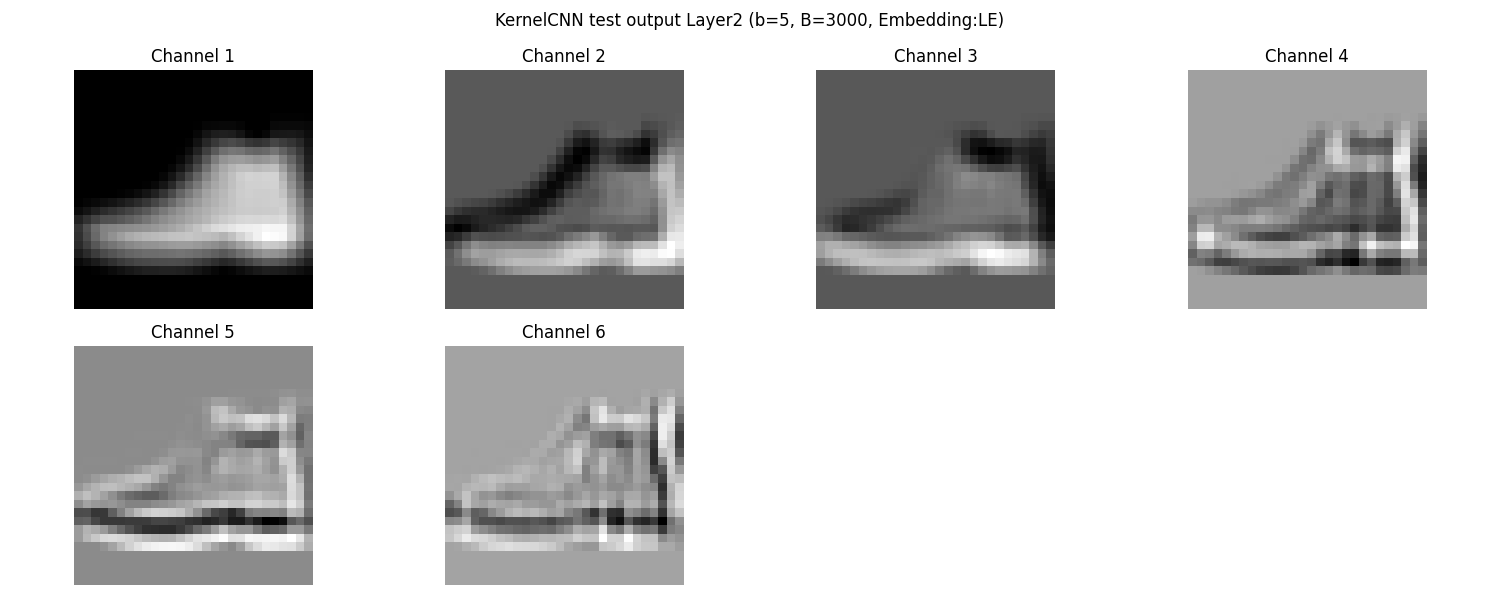 KernelCNN test output Layer2 (b=5, B=3000, Embedding:LE)
Channel 1
Channel 2
Channel 3
Channel 4
Channel 5
Channel 6